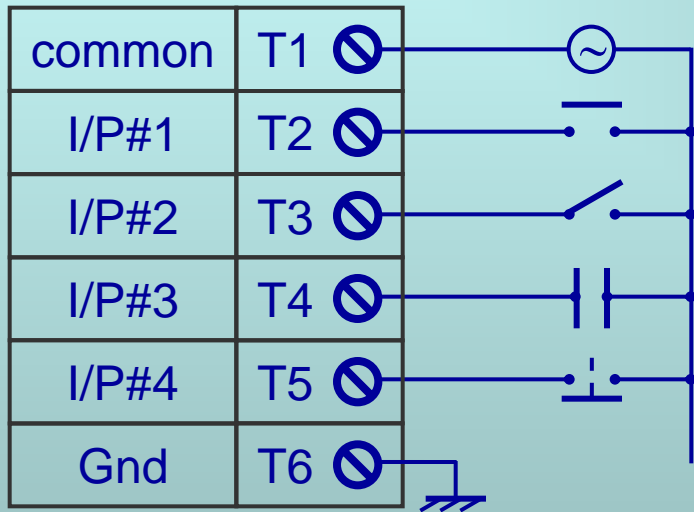 common T1
I/P#1 T2
I/P#2 T3
I/P#3 T4
I/P#4 T5
Gnd T6